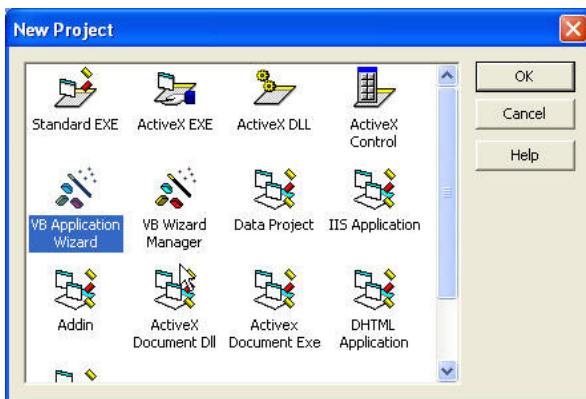 New Project
Standard EXE
ActiveX EXE
ActiveX DLL
ActiveX
Control
VB Application
Wizard
VB Wizard
Manager
Data Project
IIS Application
Addin
ActiveX
Document Dll
Activex
Document Exe
DHTML
Application
OK
Cancel
Help